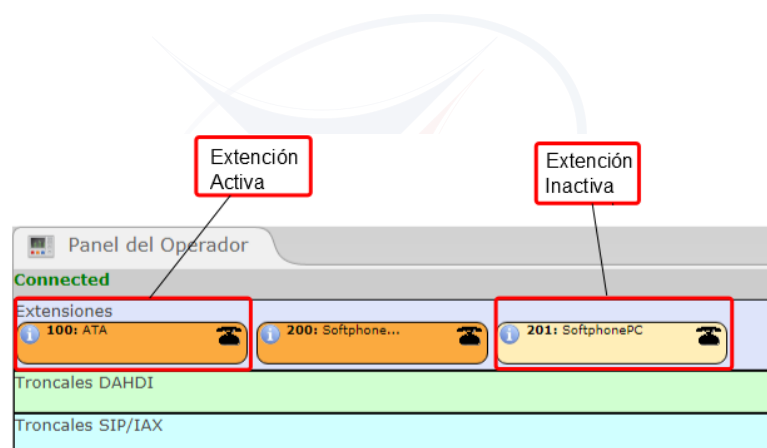 Extención
Activa
Extención
Inactiva
Panel del Operador
Connected
Extensiones
100: ATA
200: Softphone...
201: SoftphonePC
Troncales DAHDI
Troncales SIP/IAX